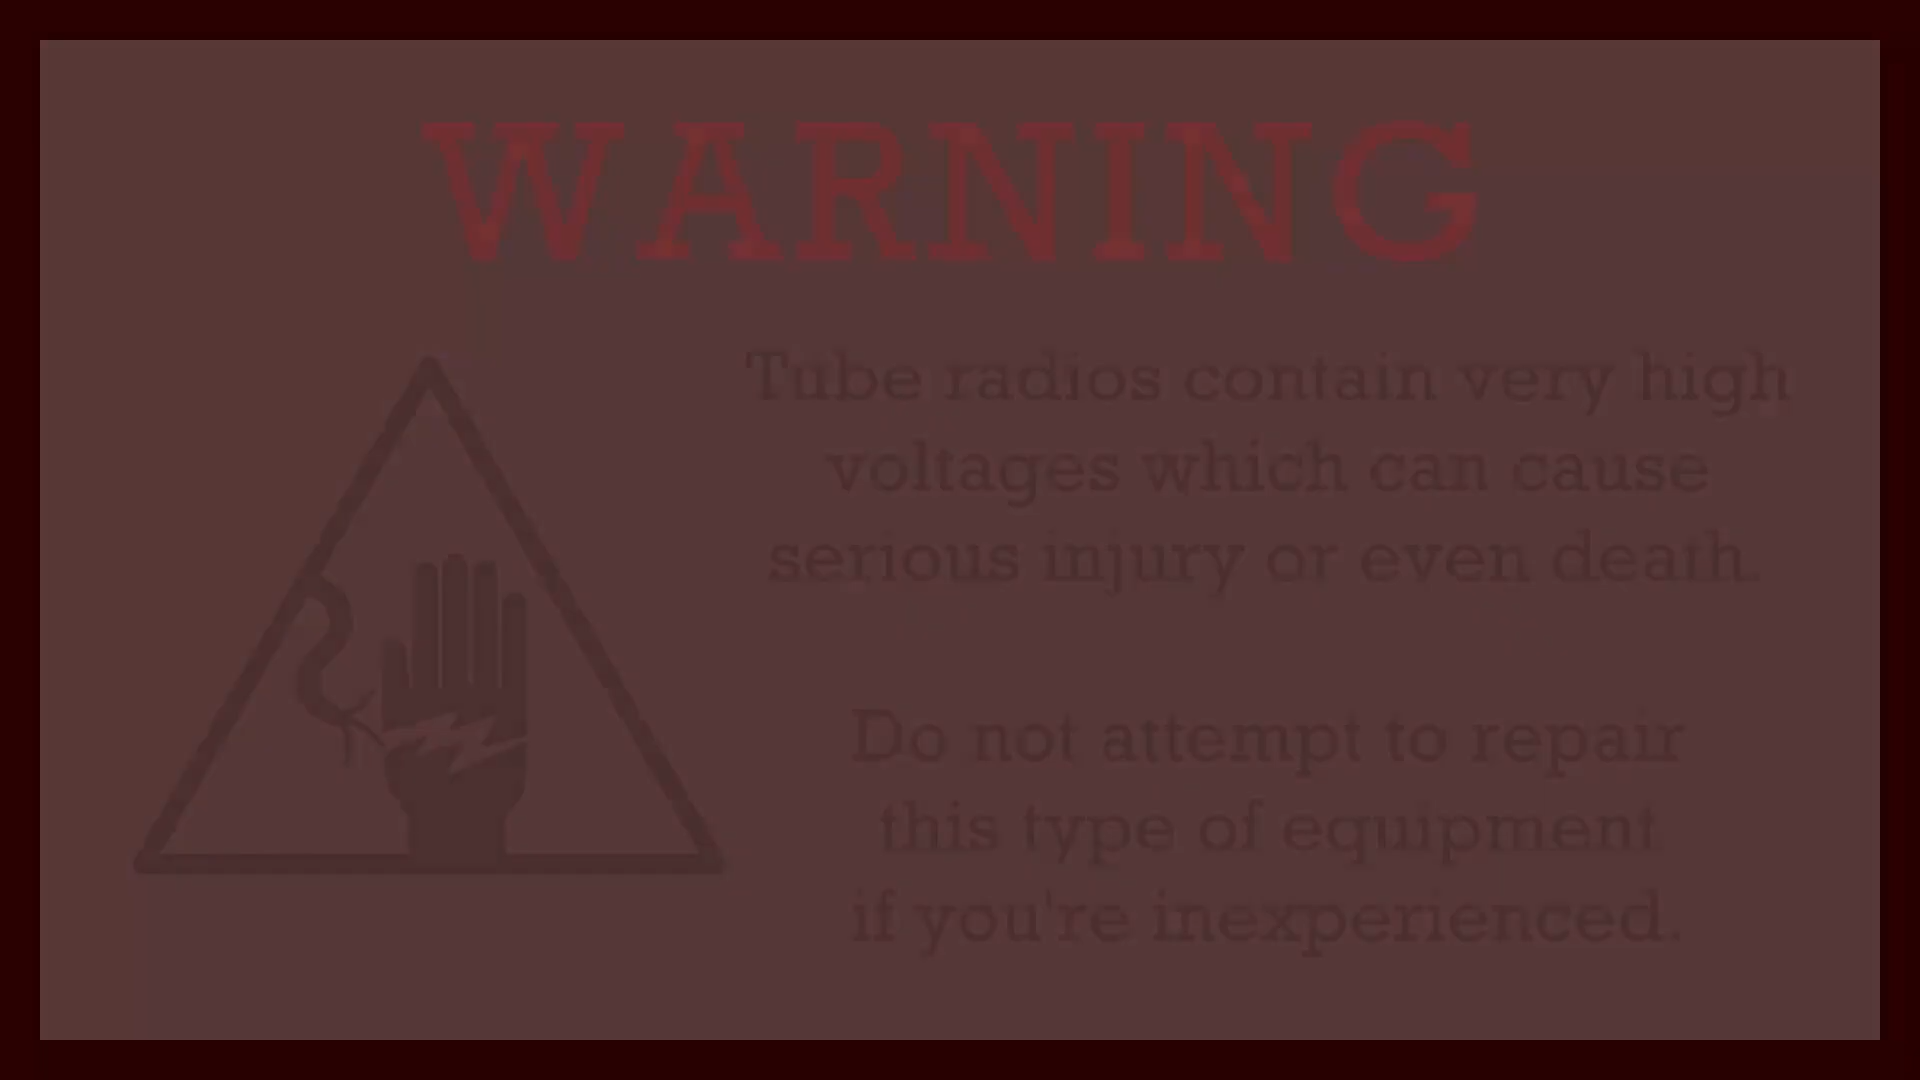 WARNING
Tube radios contain very high
voltages which can cause
serious injury or even death.
Do not attempt to repair
this type of equipment
if you're inexperienced.